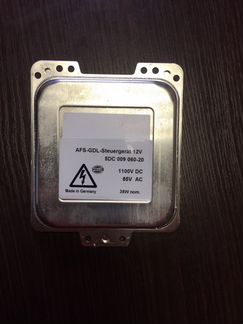 AFS-GDL-Steuergerät 12V
5DC 009 060-20
1100V DC
85V AC
Made in Germany
35W nom.